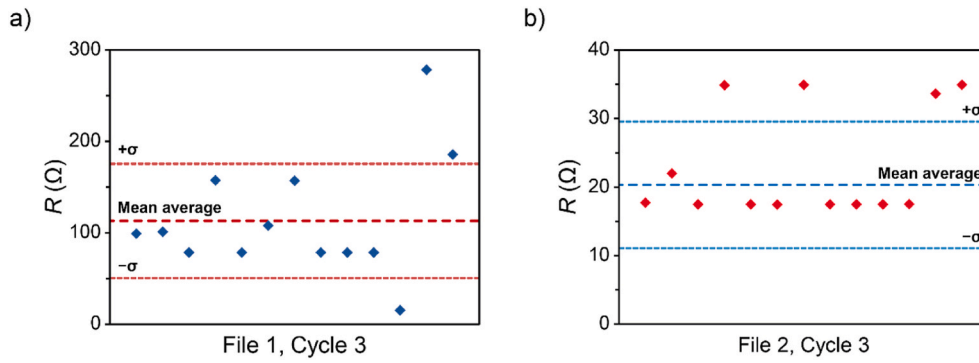 a)
300
200
100
0
R (Ω)
+σ
Mean average
−σ
File 1, Cycle 3
b)
40
30
20
10
0
R (Ω)
+σ
Mean average
−σ
File 2, Cycle 3